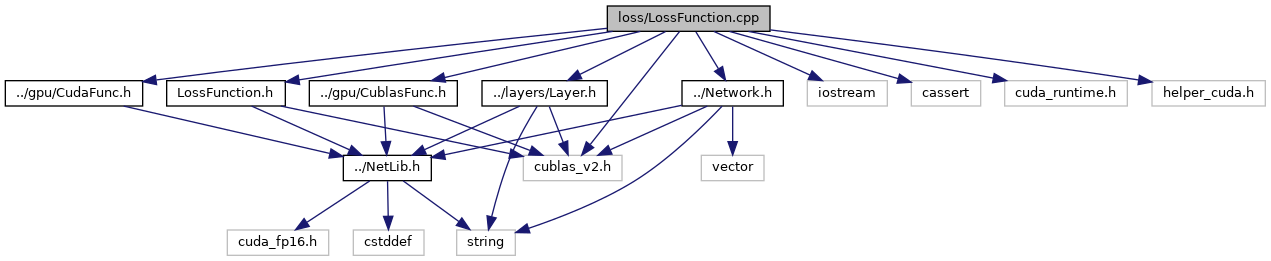 loss/LossFunction.cpp
../gpu/CudaFunc.h
LossFunction.h
../gpu/CublasFunc.h
../layers/Layer.h
../Network.h
iostream
cassert
cuda_runtime.h
helper_cuda.h
../NetLib.h
cublas_v2.h
vector
cuda_fp16.h
cstddef
string